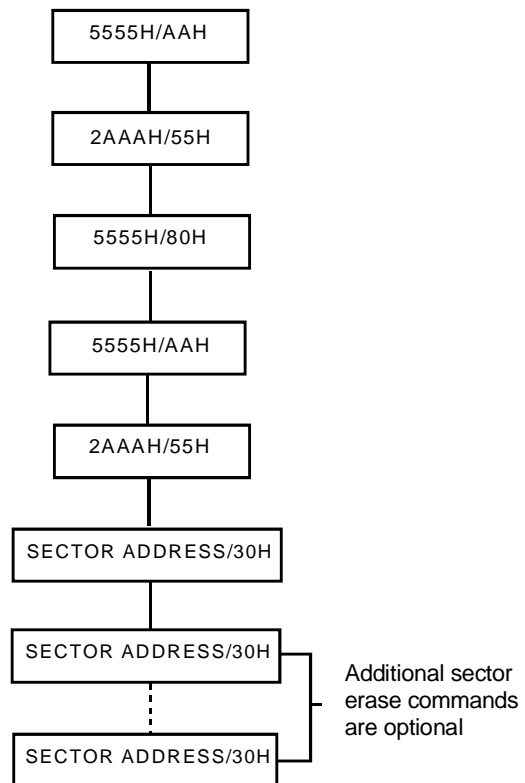 5555H/AAH
2AAAH/55H
5555H/80H
5555H/AAH
2AAAH/55H
SECTOR ADDRESS/30H
SECTOR ADDRESS/30H
SECTOR ADDRESS/30H
Additional sector
erase commands
are optional